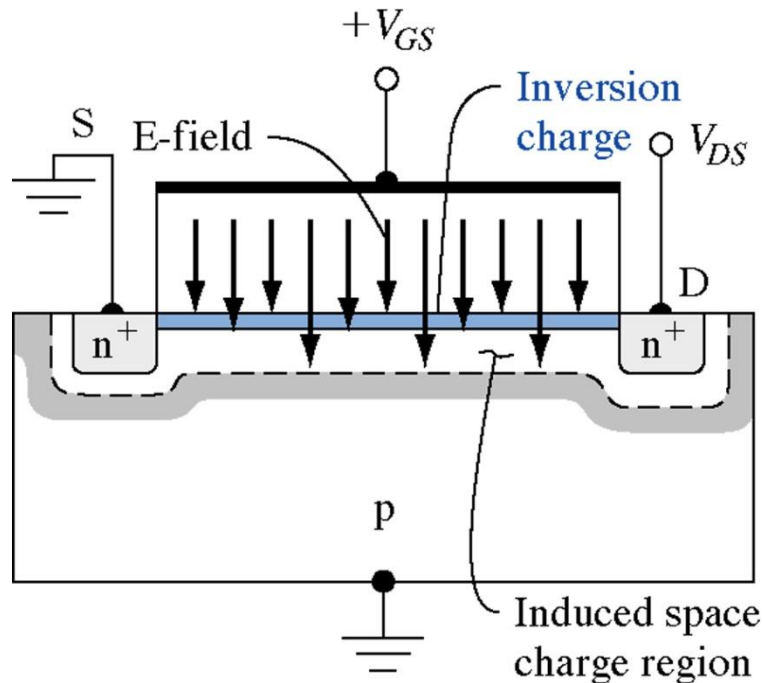 +V_GS
S
E-field
Inversion
charge
V_DS
D
n+
n+
p
Induced space
charge region